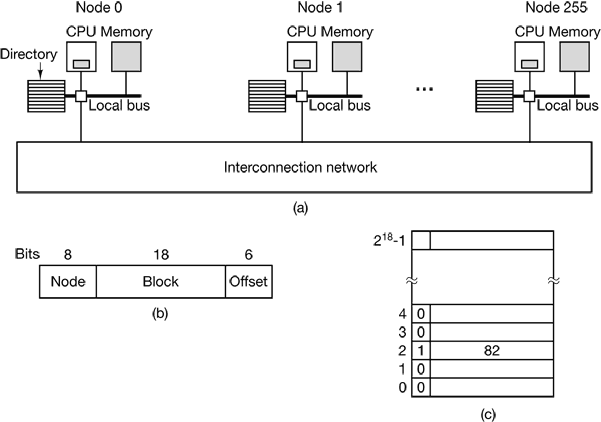 Node 0 Node 1 Node 255
CPU Memory CPU Memory CPU Memory
Directory
...
Local bus Local bus Local bus
Interconnection network
(a)
Bits 8 18 6
Node Block Offset
(b)
2^18-1
4 0
3 0
2 1 82
1 0
0 0
(c)